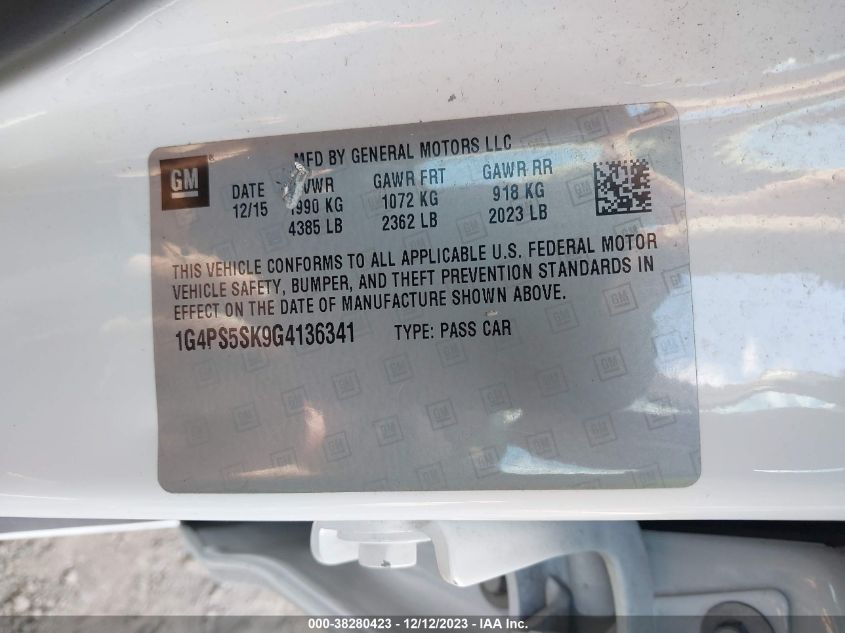 MFD BY GENERAL MOTORS LLC
GM ®
DATE GVWR GAWR FRT GAWR RR
12/15 1990 KG 1072 KG 918 KG
4385 LB 2362 LB 2023 LB
THIS VEHICLE CONFORMS TO ALL APPLICABLE U.S. FEDERAL MOTOR
VEHICLE SAFETY, BUMPER, AND THEFT PREVENTION STANDARDS IN
EFFECT ON THE DATE OF MANUFACTURE SHOWN ABOVE.
1G4PS5SK9G4136341 TYPE: PASS CAR
000-38280423 - 12/12/2023 - IAA Inc.